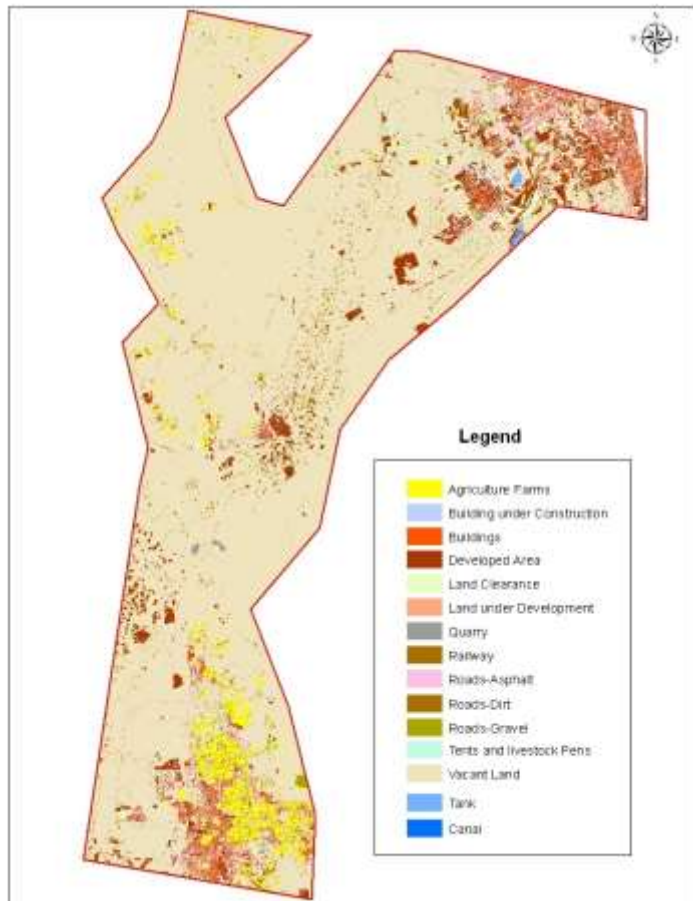 Legend
Agriculture Farms
Building under Construction
Buildings
Developed Area
Land Clearance
Land under Development
Quarry
Railway
Roads-Asphalt
Roads-Dirt
Roads-Gravel
Tents and livestock Pens
Vacant Land
Tank
Canal